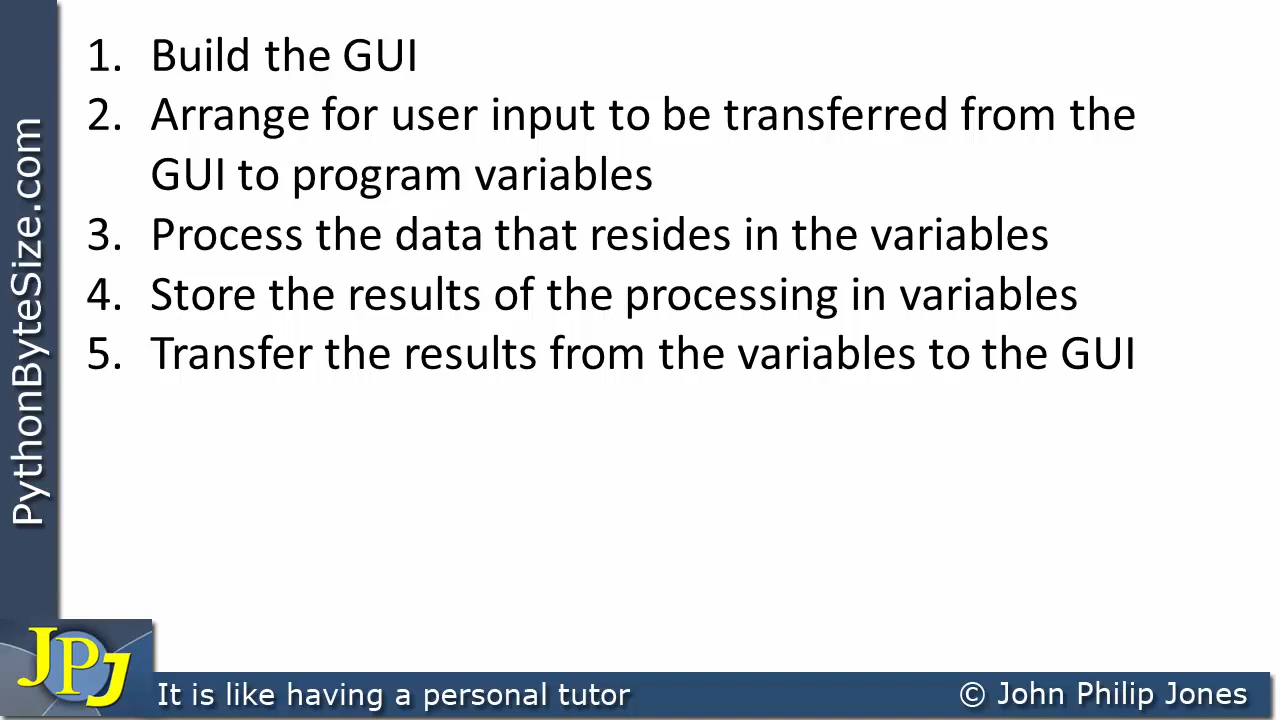 1. Build the GUI
2. Arrange for user input to be transferred from the
GUI to program variables
3. Process the data that resides in the variables
4. Store the results of the processing in variables
5. Transfer the results from the variables to the GUI
PythonByteSize.com
JPJ
It is like having a personal tutor
© John Philip Jones